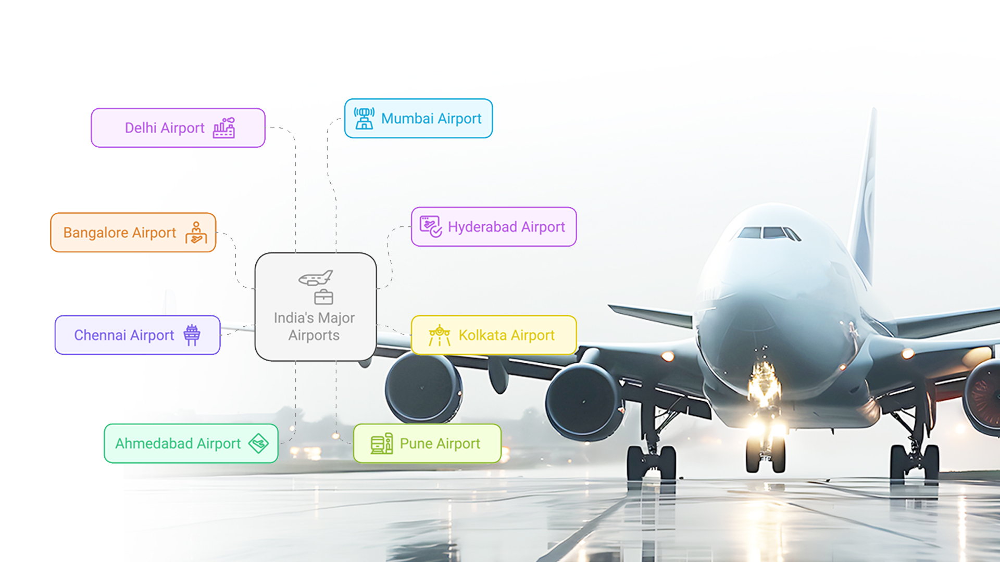 Delhi Airport
Mumbai Airport
Bangalore Airport
Hyderabad Airport
India's Major
Airports
Chennai Airport
Kolkata Airport
Ahmedabad Airport
Pune Airport